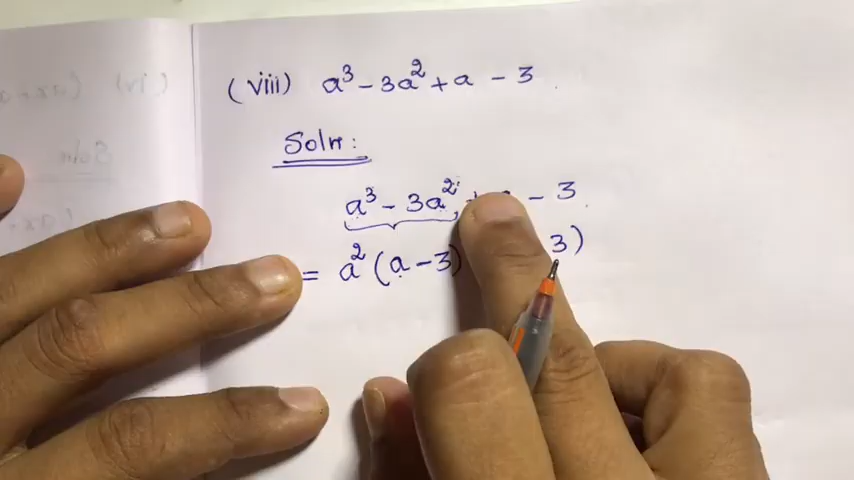 (viii) a³ - 3a² + a - 3
Soln:
a³ - 3a² - 3
= a² (a - 3) 3)